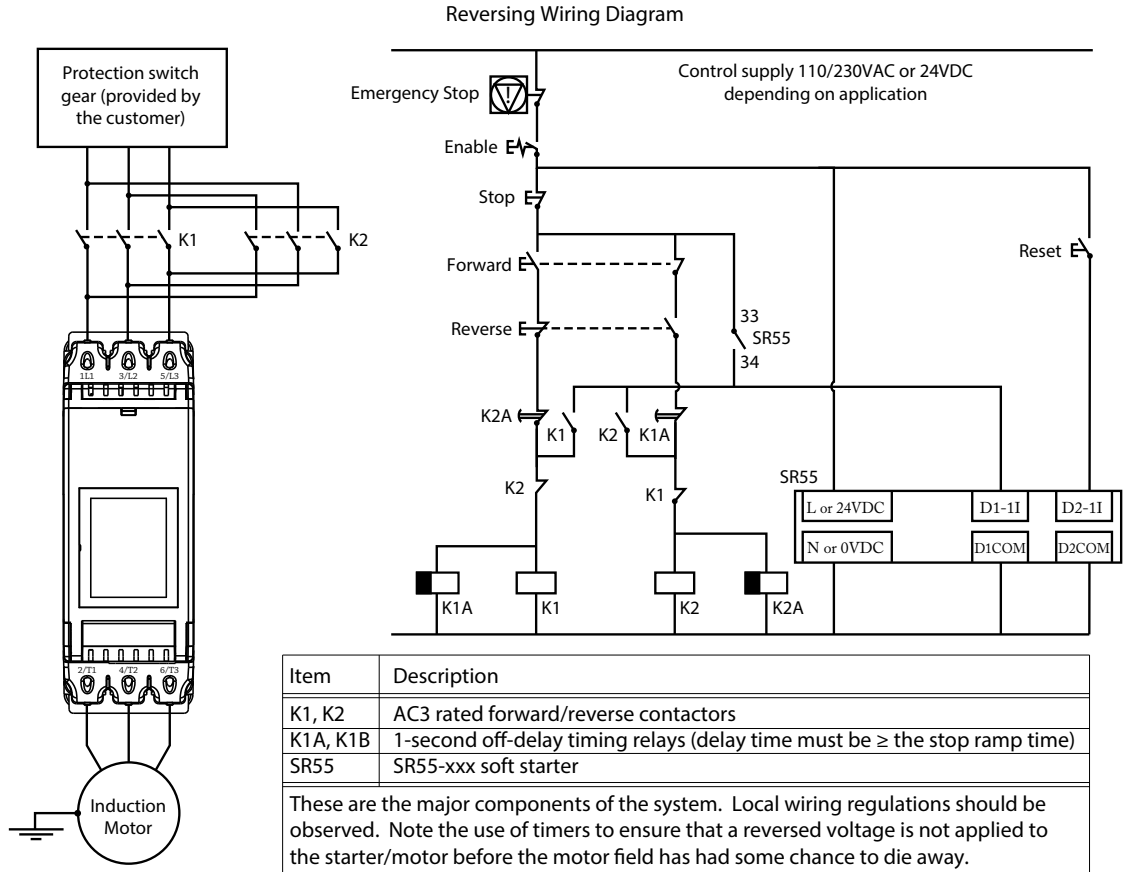 Reversing Wiring Diagram
Protection switch
gear (provided by
the customer)
Control supply 110/230VAC or 24VDC
depending on application
Emergency Stop
Enable
Stop
K1
K2
Forward
Reset
Reverse
33
SR55
34
1L1
3/L2
5/L3
K2A
K1
K2
K1A
K2
K1
SR55
L or 24VDC
D1-1I
D2-1I
N or 0VDC
D1COM
D2COM
K1A
K1
K2
K2A
2/T1
4/T2
6/T3
Induction
Motor
Item Description
K1, K2 AC3 rated forward/reverse contactors
K1A, K1B 1-second off-delay timing relays (delay time must be ≥ the stop ramp time)
SR55 SR55-xxx soft starter
These are the major components of the system. Local wiring regulations should be
observed. Note the use of timers to ensure that a reversed voltage is not applied to
the starter/motor before the motor field has had some chance to die away.